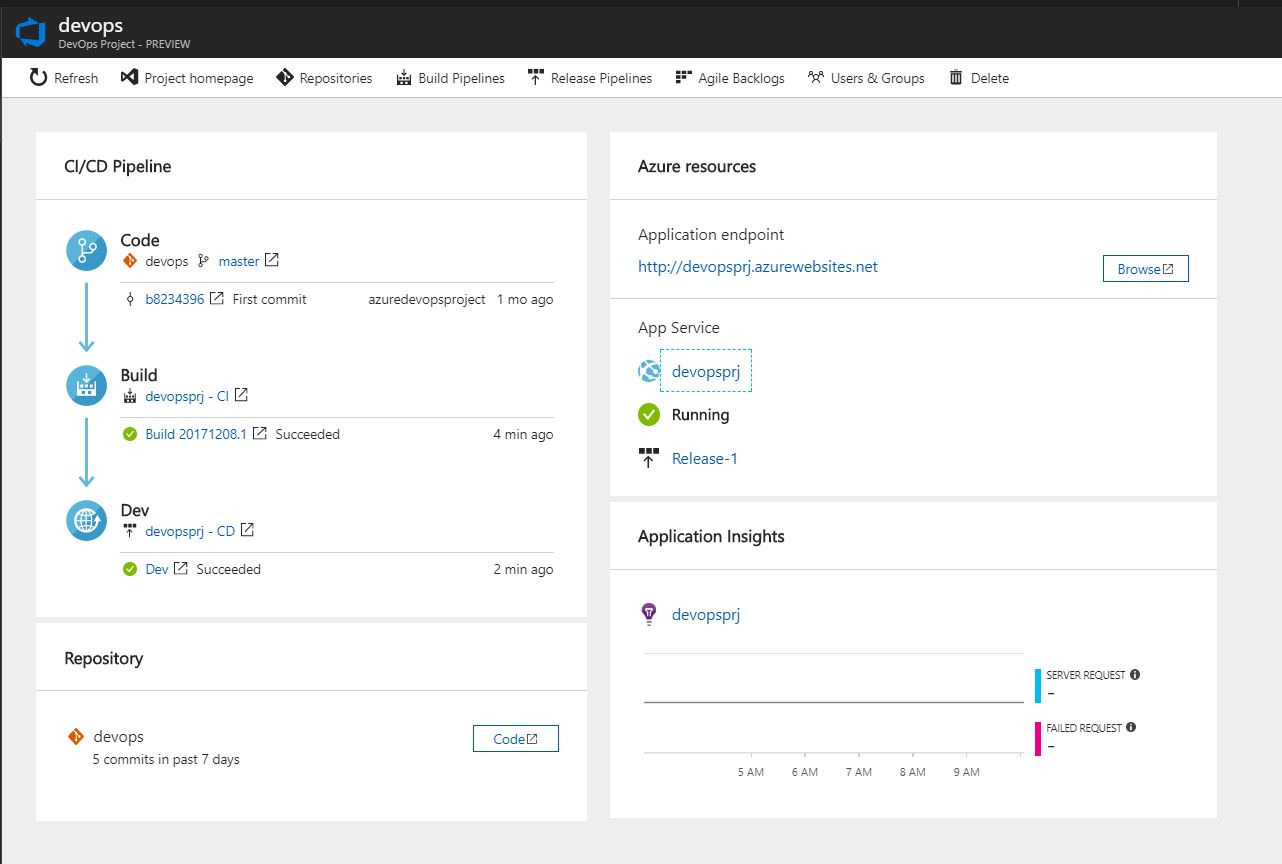 devops
DevOps Project - PREVIEW
Refresh Project homepage Repositories Build Pipelines Release Pipelines Agile Backlogs Users & Groups Delete
CI/CD Pipeline
Code
devops master
b8234396 First commit azuredevopsproject 1 mo ago
Build
devopsprj - CI
Build 20171208.1 Succeeded 4 min ago
Dev
devopsprj - CD
Dev Succeeded 2 min ago
Repository
devops
5 commits in past 7 days
Code
Azure resources
Application endpoint
http://devopsprj.azurewebsites.net
Browse
App Service
devopsprj
Running
Release-1
Application Insights
devopsprj
SERVER REQUEST
--
FAILED REQUEST
--
5 AM 6 AM 7 AM 8 AM 9 AM